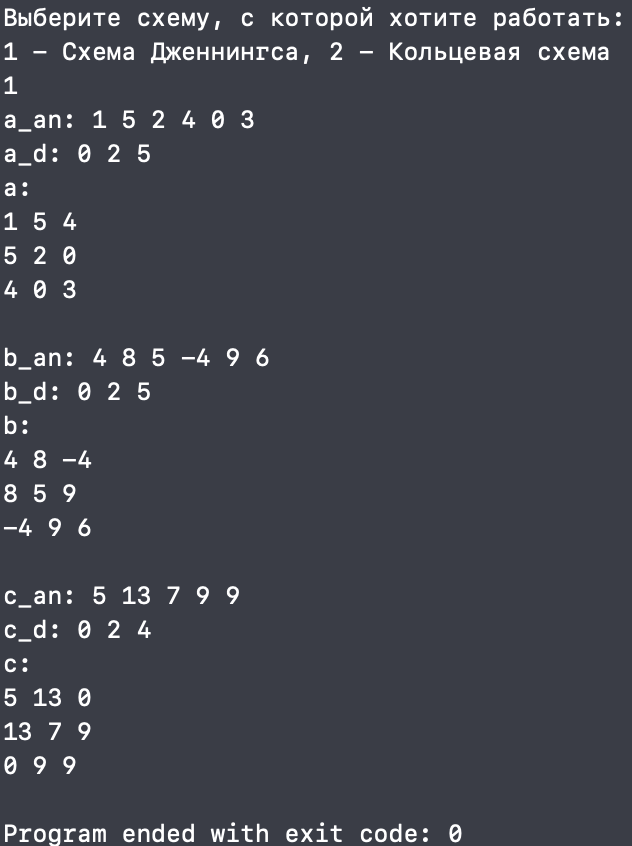 Выберите схему, с которой хотите работать:
1 – Схема Дженнингса, 2 – Кольцевая схема
1
a_an: 1 5 2 4 0 3
a_d: 0 2 5
a:
1 5 4
5 2 0
4 0 3
b_an: 4 8 5 –4 9 6
b_d: 0 2 5
b:
4 8 –4
8 5 9
–4 9 6
c_an: 5 13 7 9 9
c_d: 0 2 4
c:
5 13 0
13 7 9
0 9 9
Program ended with exit code: 0